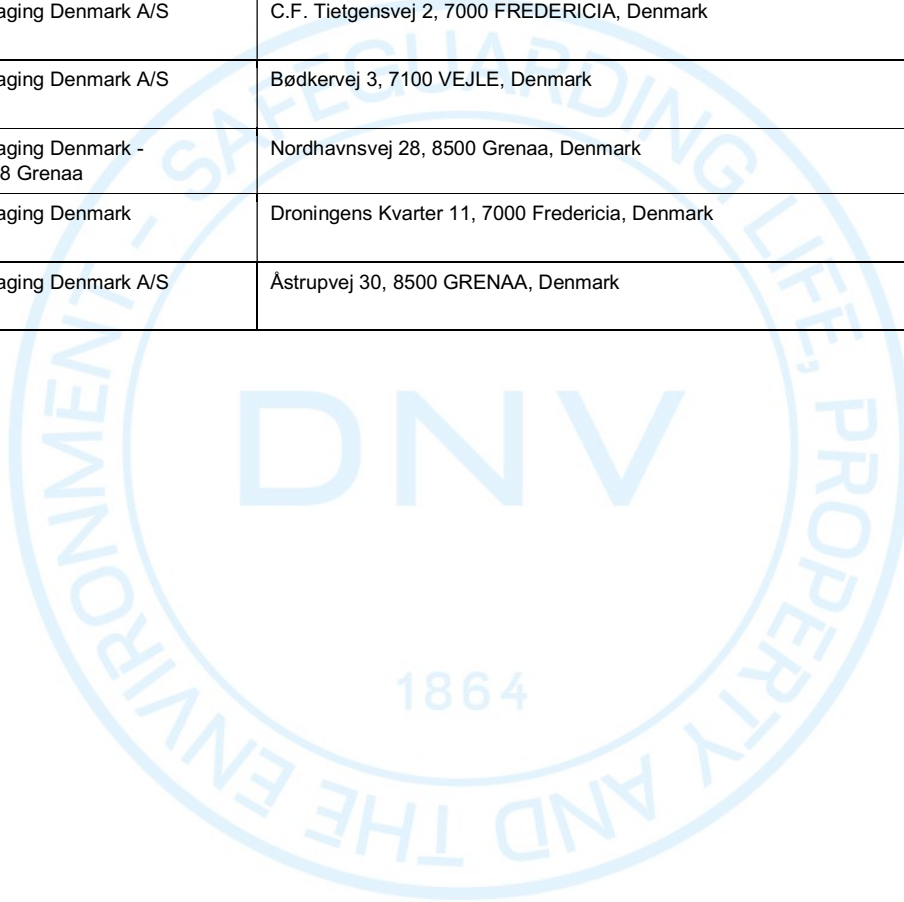 aging Denmark A/S C.F. Tietgensvej 2, 7000 FREDERICIA, Denmark
aging Denmark A/S Bødkervej 3, 7100 VEJLE, Denmark
aging Denmark - Nordhavnsvej 28, 8500 Grenaa, Denmark
8 Grenaa
aging Denmark Droningens Kvarter 11, 7000 Fredericia, Denmark
aging Denmark A/S Åstrupvej 30, 8500 GRENAA, Denmark
SAFEGUARDING LIFE, PROPERTY AND THE ENVIRONMENT -
DNV
1864